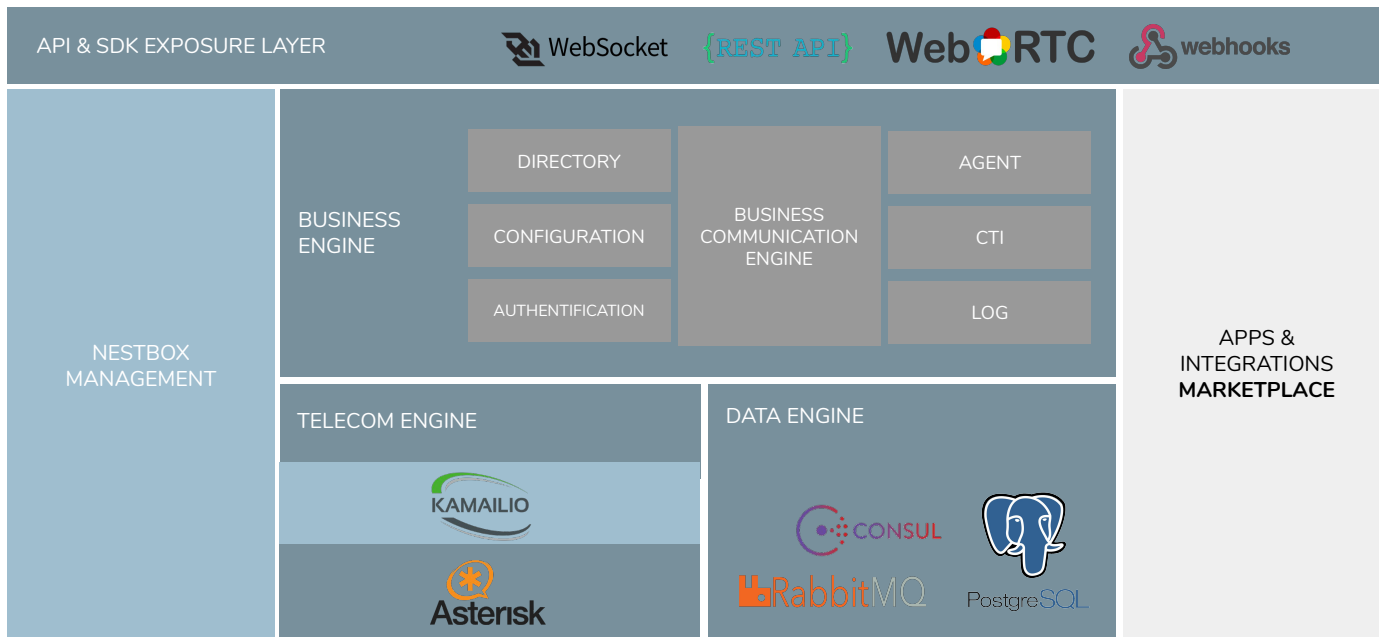 API & SDK EXPOSURE LAYER
WebSocket
{REST API}
WebRTC
webhooks
NESTBOX
MANAGEMENT
BUSINESS
ENGINE
DIRECTORY
CONFIGURATION
AUTHENTIFICATION
BUSINESS
COMMUNICATION
ENGINE
AGENT
CTI
LOG
TELECOM ENGINE
KAMAILIO
Asterisk
DATA ENGINE
CONSUL
RabbitMQ
PostgreSQL
APPS &
INTEGRATIONS
MARKETPLACE